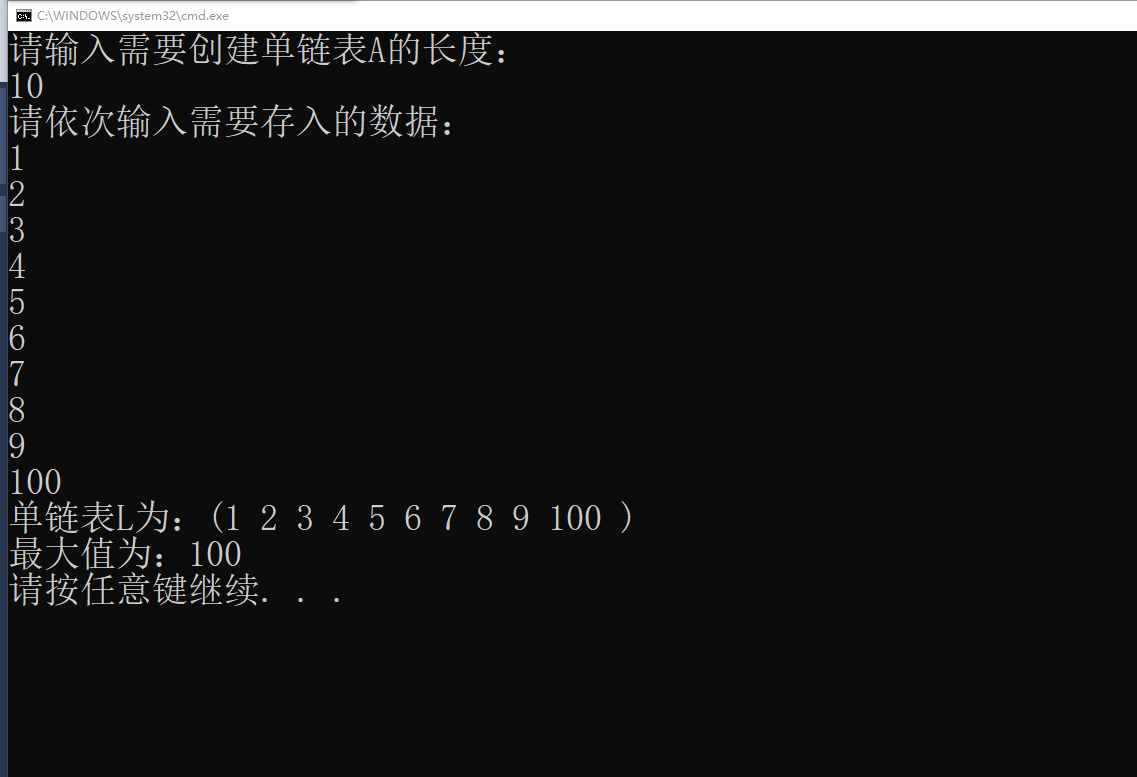 C:\WINDOWS\system32\cmd.exe
请输入需要创建单链表A的长度：
10
请依次输入需要存入的数据：
1
2
3
4
5
6
7
8
9
100
单链表L为：(1 2 3 4 5 6 7 8 9 100 )
最大值为：100
请按任意键继续. . .